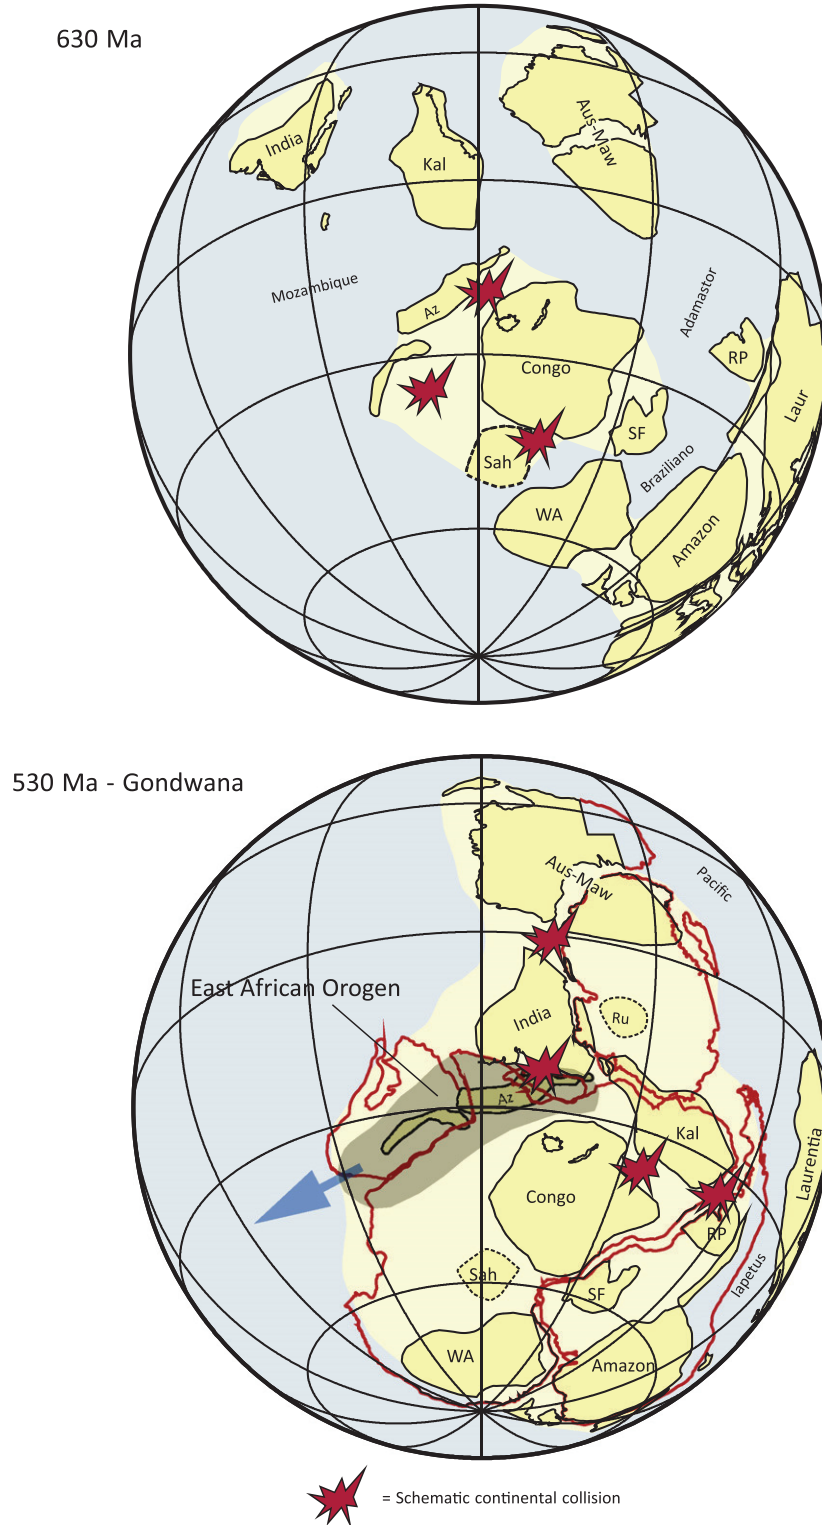 630 Ma
India
Kal
Aus-Maw
Mozambique
Az
Adamastor
Congo
RP
Laur
SF
Sah
Braziliano
WA
Amazon
530 Ma - Gondwana
Aus-Maw
Pacific
East African Orogen
India
Ru
Az
Kal
Laurentia
Congo
RP
Iapetus
Sah
SF
WA
Amazon
= Schematic continental collision